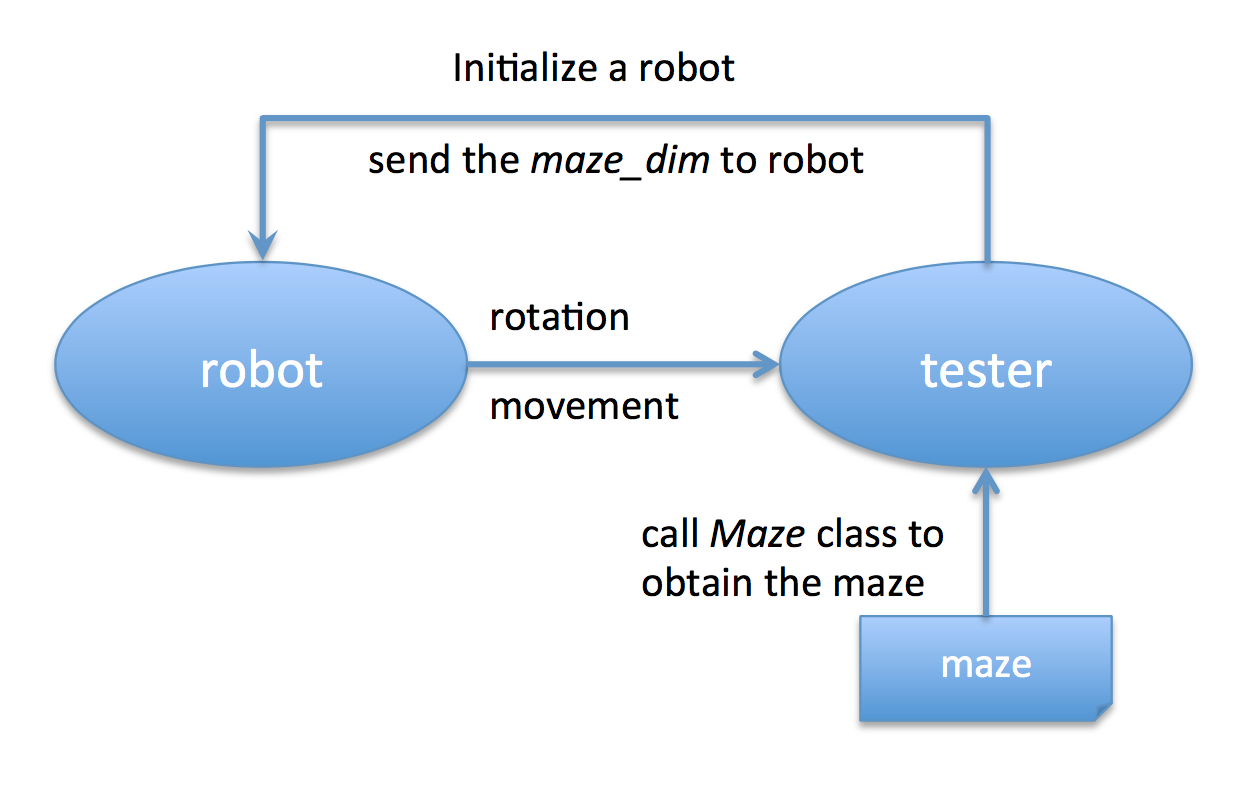 Initialize a robot
send the maze_dim to robot
rotation
robot
tester
movement
call Maze class to
obtain the maze
maze